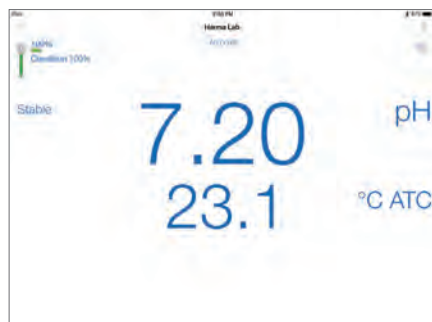 Hanna Lab
100%
Condition 100%
Stable
7.20
pH
23.1
°C ATC